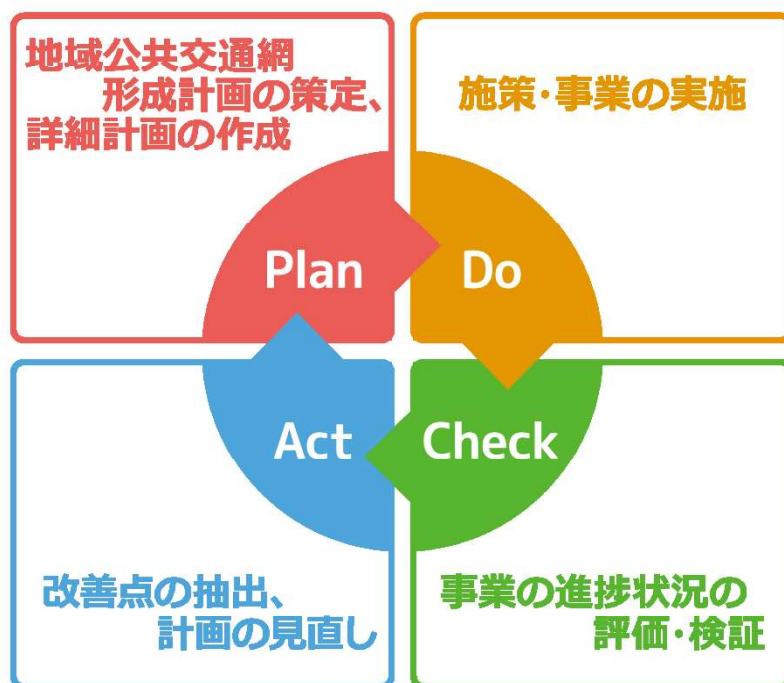 地域公共交通網
形成計画の策定、
詳細計画の作成
施策・事業の実施
Plan
Do
Act
Check
改善点の抽出、
計画の見直し
事業の進捗状況の
評価・検証